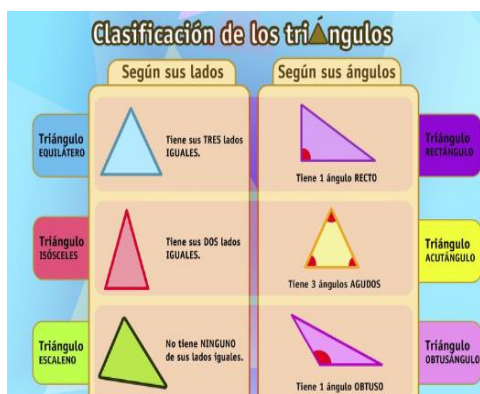 Clasificación de los triÁngulos
Según sus lados
Según sus ángulos
Triángulo
EQUILÁTERO
Tiene sus TRES lados
IGUALES.
Tiene 1 ángulo RECTO
Triángulo
RECTÁNGULO
Triángulo
ISÓSCELES
Tiene sus DOS lados
IGUALES.
Tiene 3 ángulos AGUDOS
Triángulo
ACUTÁNGULO
Triángulo
ESCALENO
No tiene NINGUNO
de sus lados iguales.
Tiene 1 ángulo OBTUSO
Triángulo
OBTUSÁNGULO